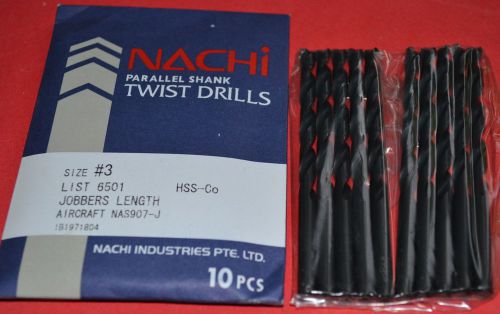 NACHi
PARALLEL SHANK
TWIST DRILLS
SIZE #3
LIST 6501 HSS-Co
JOBBERS LENGTH
AIRCRAFT NAS907-J
IB1971804
NACHI INDUSTRIES PTE. LTD.
10 PCS